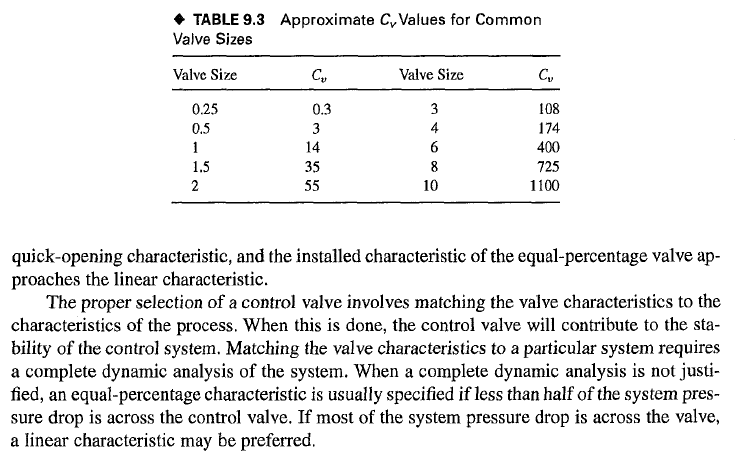 ◆ TABLE 9.3 Approximate Cv Values for Common
Valve Sizes
Valve Size Cv Valve Size Cv
0.25 0.3 3 108
0.5 3 4 174
1 14 6 400
1.5 35 8 725
2 55 10 1100
quick-opening characteristic, and the installed characteristic of the equal-percentage valve ap-
proaches the linear characteristic.
The proper selection of a control valve involves matching the valve characteristics to the
characteristics of the process. When this is done, the control valve will contribute to the sta-
bility of the control system. Matching the valve characteristics to a particular system requires
a complete dynamic analysis of the system. When a complete dynamic analysis is not justi-
fied, an equal-percentage characteristic is usually specified if less than half of the system pres-
sure drop is across the control valve. If most of the system pressure drop is across the valve,
a linear characteristic may be preferred.